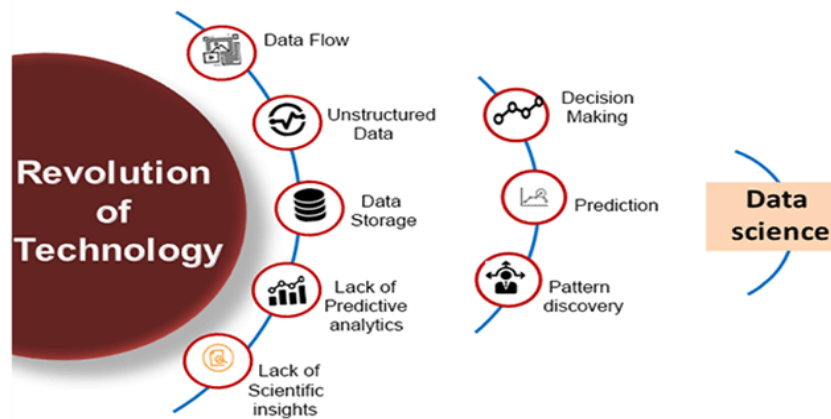 Revolution
of
Technology
Data Flow
Unstructured
Data
Data
Storage
Lack of
Predictive
analytics
Lack of
Scientific
insights
Decision
Making
Prediction
Pattern
discovery
Data
science